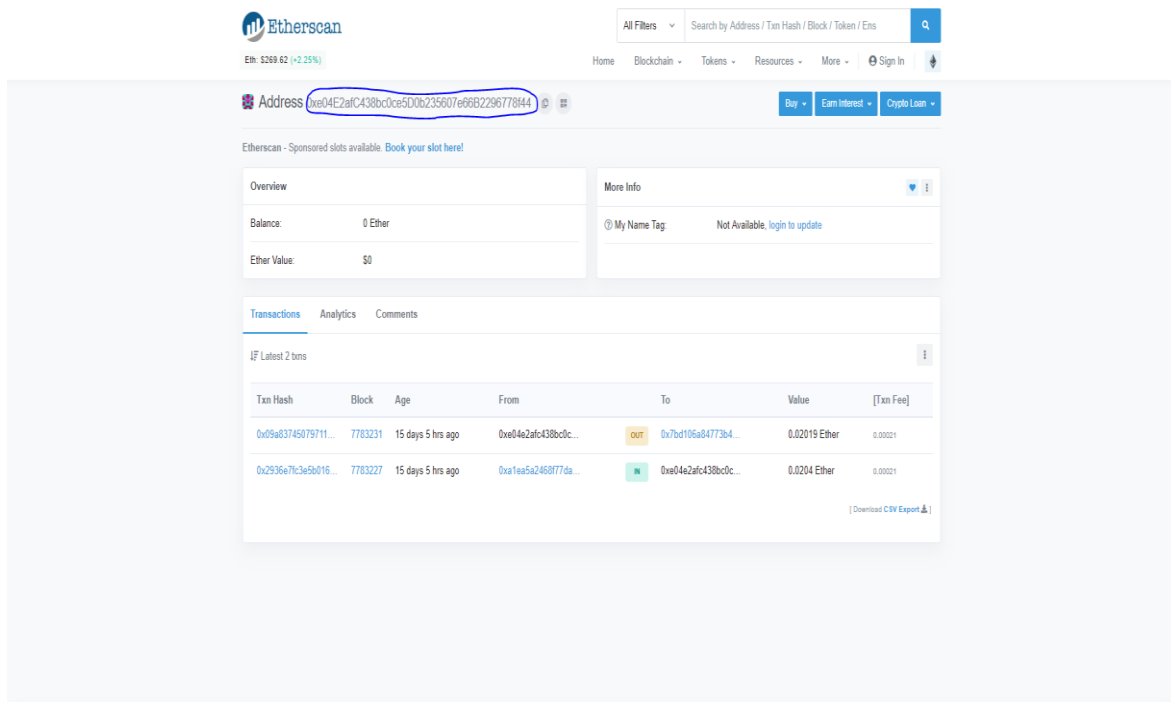 Etherscan
All Filters
Search by Address / Txn Hash / Block / Token / Ens
Eth: $269.62 (+2.25%)
Home Blockchain Tokens Resources More Sign In
Address 0xe04E2afC438bc0ce5D0b235607e66B2296778f44
Buy Earn Interest Crypto Loan
Etherscan - Sponsored slots available. Book your slot here!
Overview
Balance: 0 Ether
Ether Value: $0
More Info
My Name Tag: Not Available, login to update
Transactions Analytics Comments
Latest 2 txns
Txn Hash Block Age From To Value [Txn Fee]
0x09a83745079711... 7783231 15 days 5 hrs ago 0xe04e2afc438bc0c... OUT 0x7bd106a84773b4... 0.02019 Ether 0.00021
0x2936e7fc3e5b016... 7783227 15 days 5 hrs ago 0xa1ea5a2468f77da... IN 0xe04e2afc438bc0c... 0.0204 Ether 0.00021
[ Download CSV Export ]